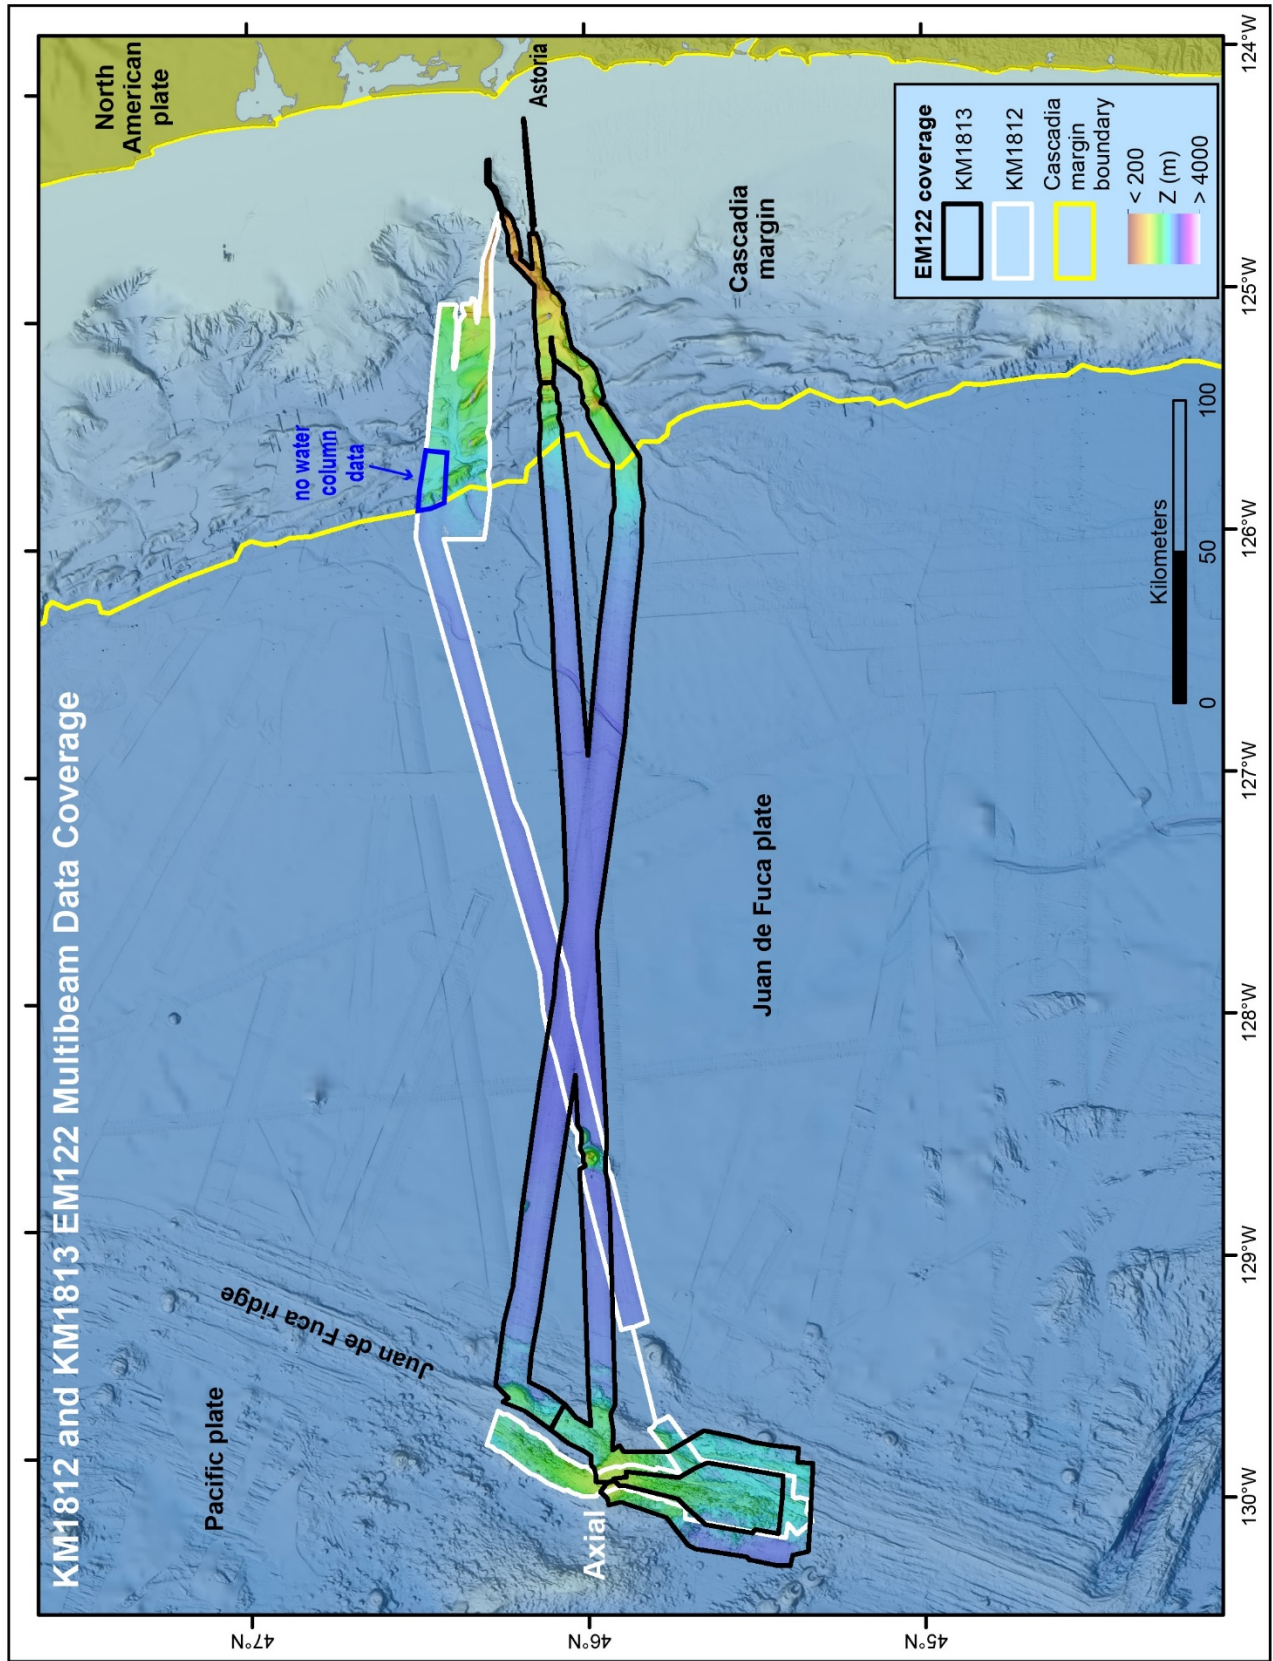 KM1812 and KM1813 EM122 Multibeam Data Coverage
North
American
plate
Astoria
Pacific plate
Juan de Fuca ridge
no water
column
data
Axial
Juan de Fuca plate
Cascadia
margin
EM122 coverage
KM1813
KM1812
Cascadia
margin
boundary
< 200
Z (m)
> 4000
Kilometers
0 50 100
47°N
46°N
45°N
130°W 129°W 128°W 127°W 126°W 125°W 124°W